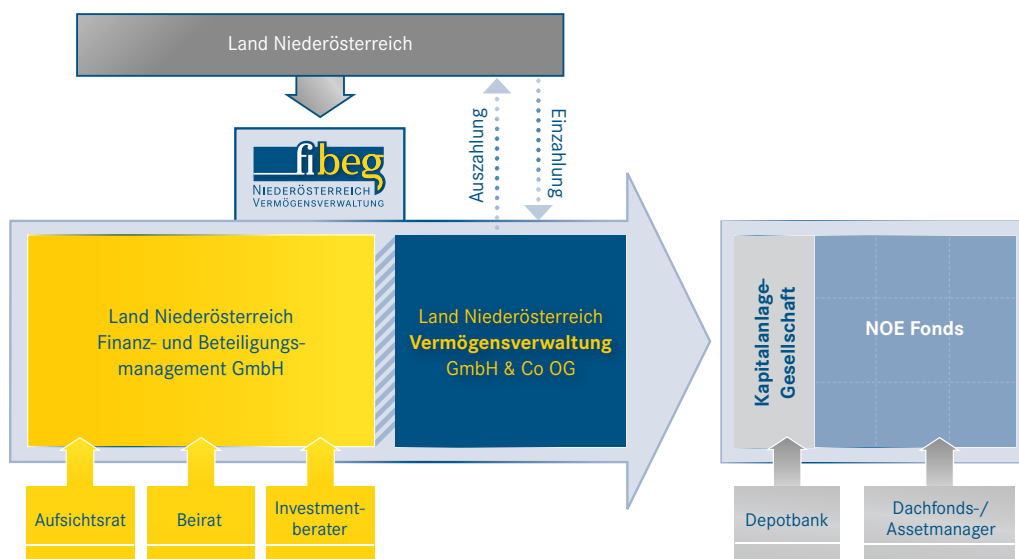 Land Niederösterreich
fibeg
NIEDERÖSTERREICH
VERMÖGENSVERWALTUNG
Auszahlung
Einzahlung
Land Niederösterreich
Finanz- und Beteiligungs-
management GmbH
Land Niederösterreich
Vermögensverwaltung
GmbH & Co OG
Kapitalanlage-
Gesellschaft
NOE Fonds
Aufsichtsrat
Beirat
Investment-
berater
Depotbank
Dachfonds-/
Assetmanager